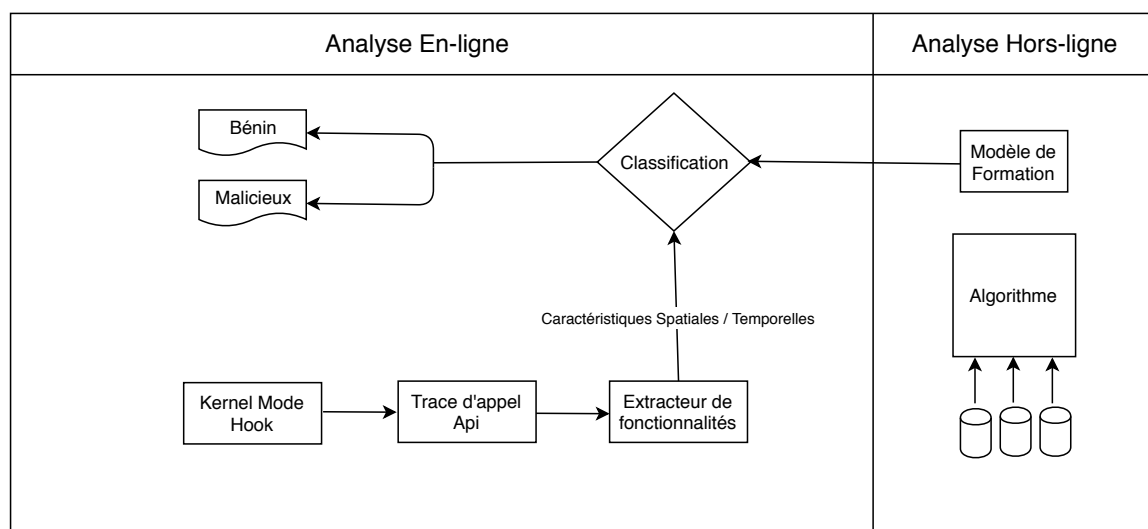 Analyse En-ligne
Analyse Hors-ligne
Bénin
Malicieux
Classification
Modèle de
Formation
Algorithme
Caractéristiques Spatiales / Temporelles
Kernel Mode
Hook
Trace d'appel
Api
Extracteur de
fonctionnalités